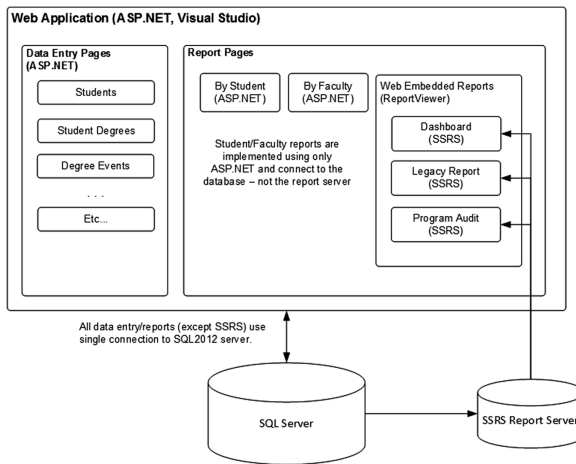 Web Application (ASP.NET, Visual Studio)
Data Entry Pages
(ASP.NET)
Students
Student Degrees
Degree Events
. . .
Etc...
Report Pages
By Student
(ASP.NET)
By Faculty
(ASP.NET)
Student/Faculty reports are
implemented using only
ASP.NET and connect to the
database – not the report server
Web Embedded Reports
(ReportViewer)
Dashboard
(SSRS)
Legacy Report
(SSRS)
Program Audit
(SSRS)
All data entry/reports (except SSRS) use
single connection to SQL2012 server.
SQL Server
SSRS Report Server